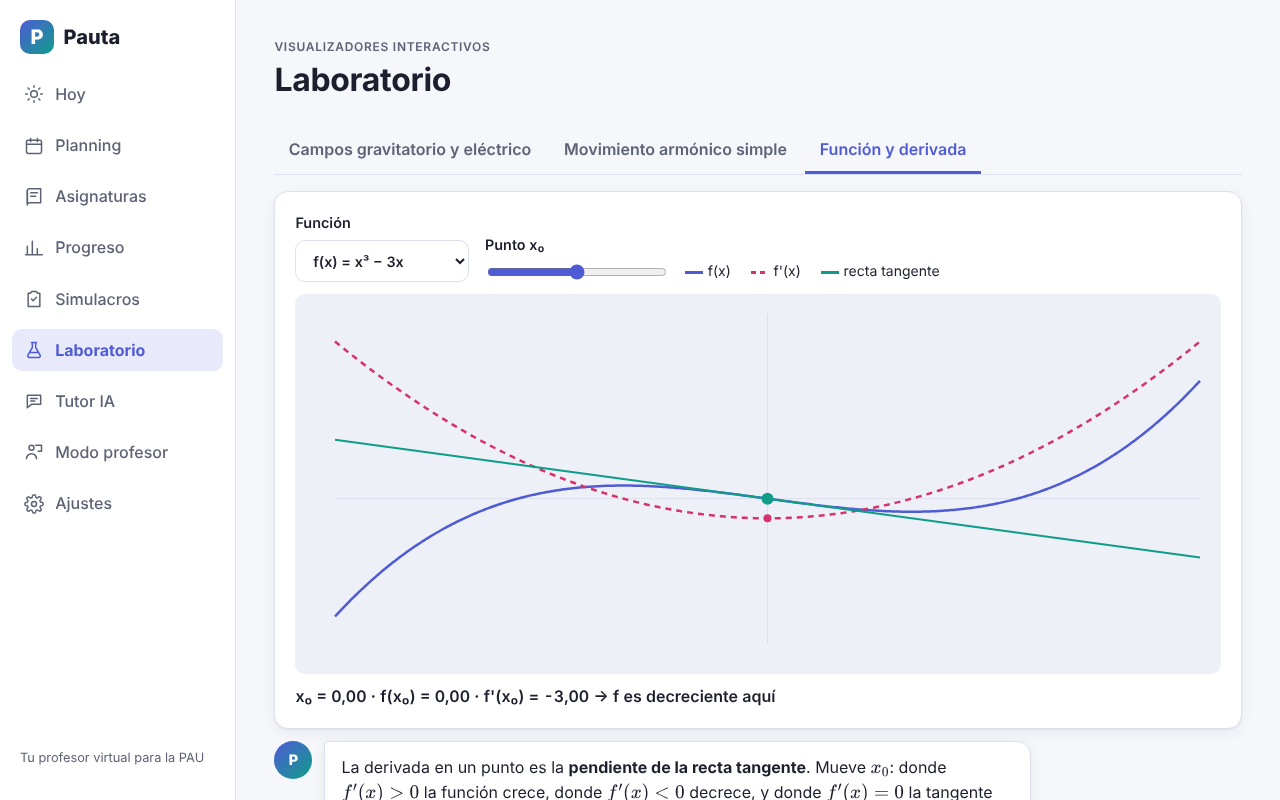 P Pauta
Hoy
Planning
Asignaturas
Progreso
Simulacros
Laboratorio
Tutor IA
Modo profesor
Ajustes
Tu profesor virtual para la PAU
VISUALIZADORES INTERACTIVOS
Laboratorio
Campos gravitatorio y eléctrico Movimiento armónico simple Función y derivada
Función
f(x) = x³ − 3x
Punto x₀
f(x) f'(x) recta tangente
x₀ = 0,00 · f(x₀) = 0,00 · f'(x₀) = -3,00 → f es decreciente aquí
P
La derivada en un punto es la pendiente de la recta tangente. Mueve x₀: donde
f′(x) > 0 la función crece, donde f′(x) < 0 decrece, y donde f′(x) = 0 la tangente